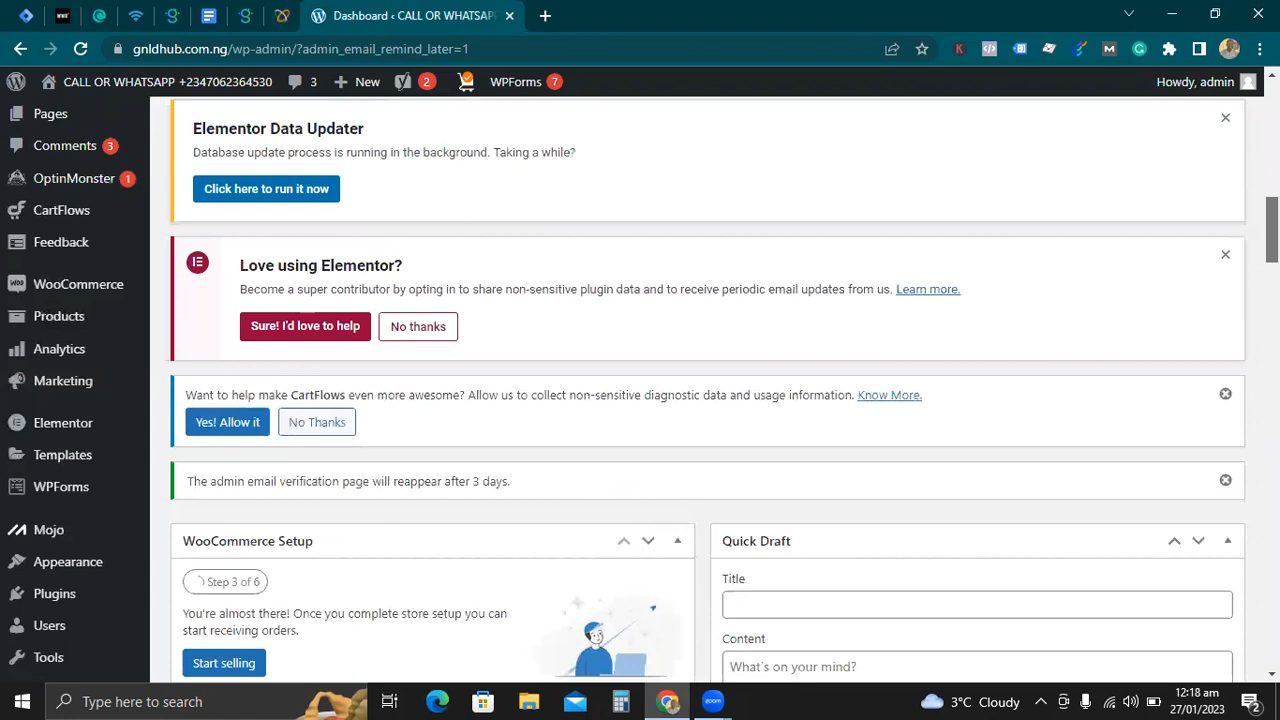 Dashboard ‹ CALL OR WHATSAPP
gnldhub.com.ng/wp-admin/?admin_email_remind_later=1
CALL OR WHATSAPP +2347062364530
3
New
2
WPForms 7
Howdy, admin
Pages
Comments 3
OptinMonster 1
CartFlows
Feedback
WooCommerce
Products
Analytics
Marketing
Elementor
Templates
WPForms
Mojo
Appearance
Plugins
Users
Tools
Elementor Data Updater
Database update process is running in the background. Taking a while?
Click here to run it now
Love using Elementor?
Become a super contributor by opting in to share non-sensitive plugin data and to receive periodic email updates from us. Learn more.
Sure! I'd love to help
No thanks
Want to help make CartFlows even more awesome? Allow us to collect non-sensitive diagnostic data and usage information. Know More.
Yes! Allow it
No Thanks
The admin email verification page will reappear after 3 days.
WooCommerce Setup
Step 3 of 6
You're almost there! Once you complete store setup you can
start receiving orders.
Start selling
Quick Draft
Title
Content
What's on your mind?
Type here to search
zoom
3°C Cloudy
12:18 am
27/01/2023
2